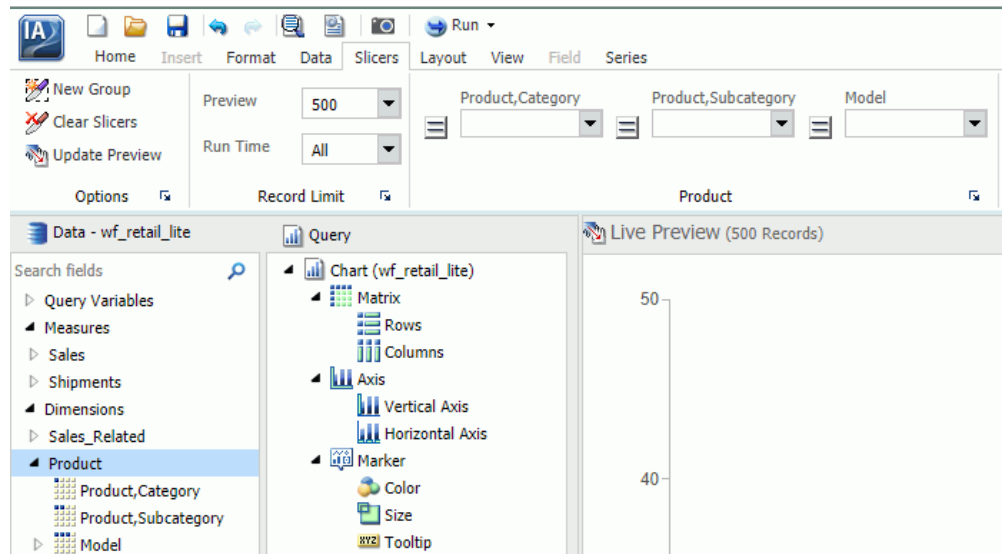 IA
Run
Home Insert Format Data Slicers Layout View Field Series
New Group
Clear Slicers
Update Preview
Options
Preview 500
Run Time All
Record Limit
Product,Category Product,Subcategory Model
Product
Data - wf_retail_lite
Search fields
Query Variables
Measures
Sales
Shipments
Dimensions
Sales_Related
Product
Product,Category
Product,Subcategory
Model
Query
Chart (wf_retail_lite)
Matrix
Rows
Columns
Axis
Vertical Axis
Horizontal Axis
Marker
Color
Size
XYZ Tooltip
Live Preview (500 Records)
50
40